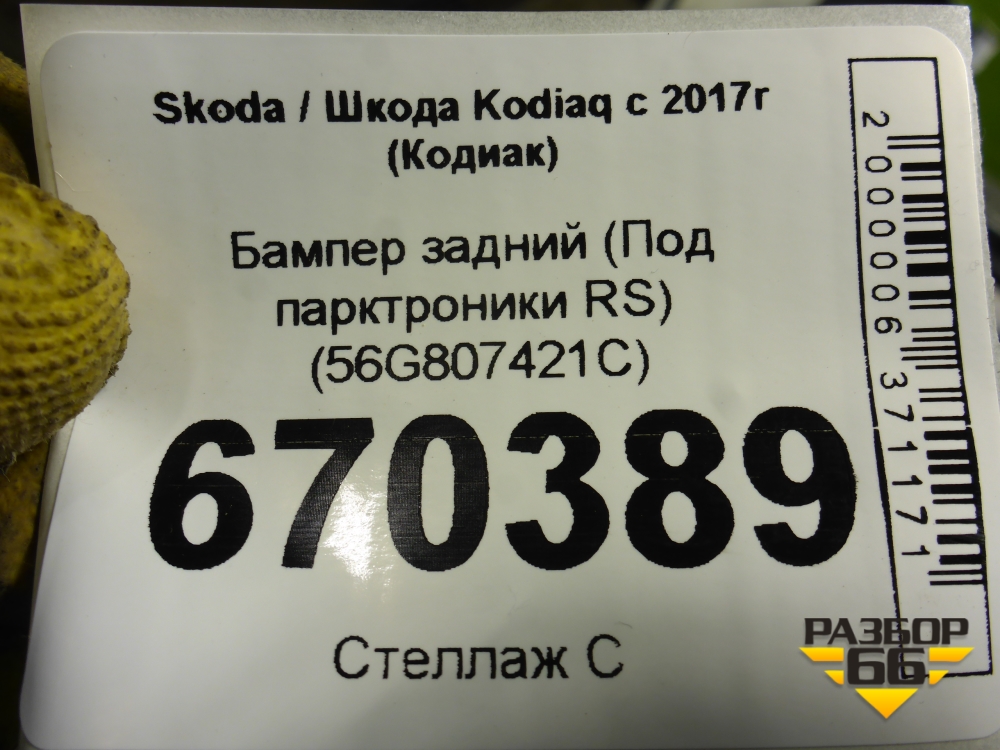 Skoda / Шкода Kodiaq с 2017г
(Кодиак)
Бампер задний (Под
парктроники RS)
(56G807421C)
670389
Стеллаж С
2000006371171
РАЗБОР
66